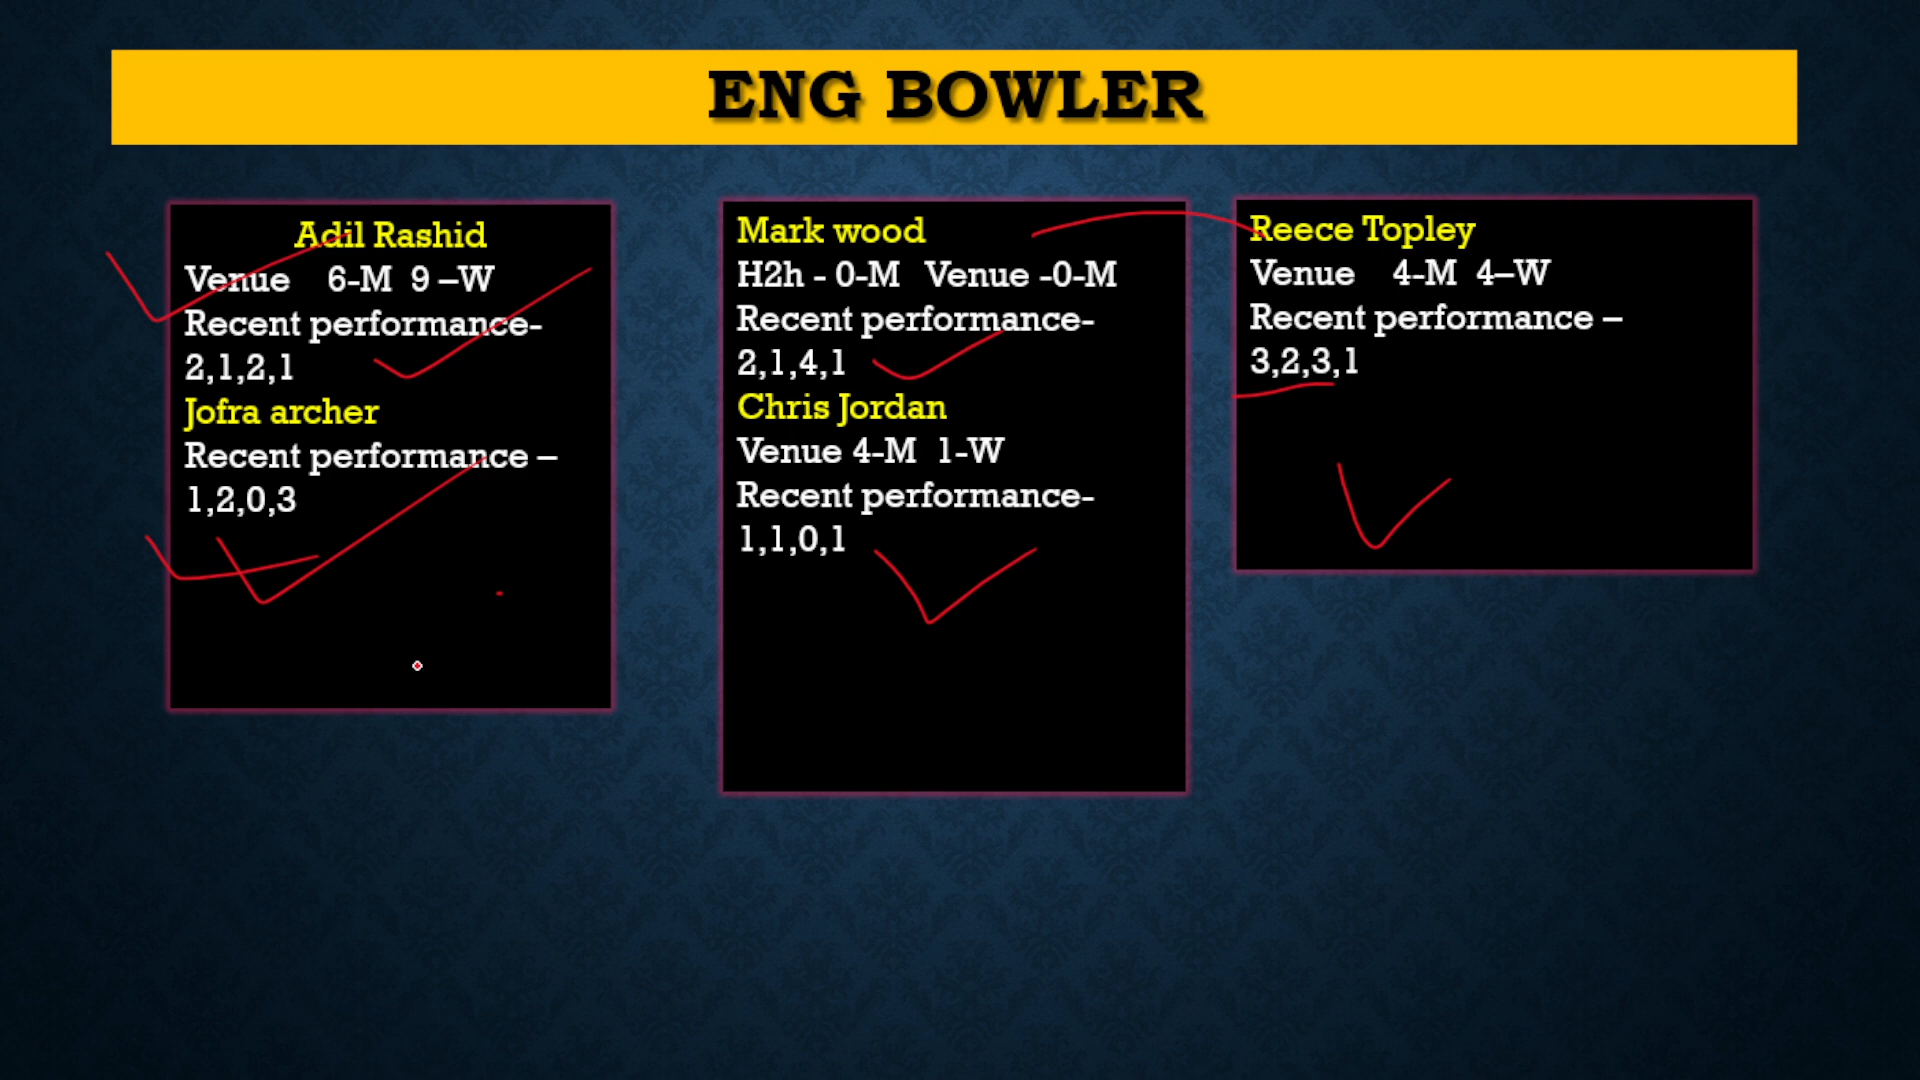 ENG BOWLER
Adil Rashid
Venue 6-M 9 –W
Recent performance-
2,1,2,1
Jofra archer
Recent performance –
1,2,0,3
Mark wood
H2h - 0-M Venue -0-M
Recent performance-
2,1,4,1
Chris Jordan
Venue 4-M 1-W
Recent performance-
1,1,0,1
Reece Topley
Venue 4-M 4–W
Recent performance –
3,2,3,1